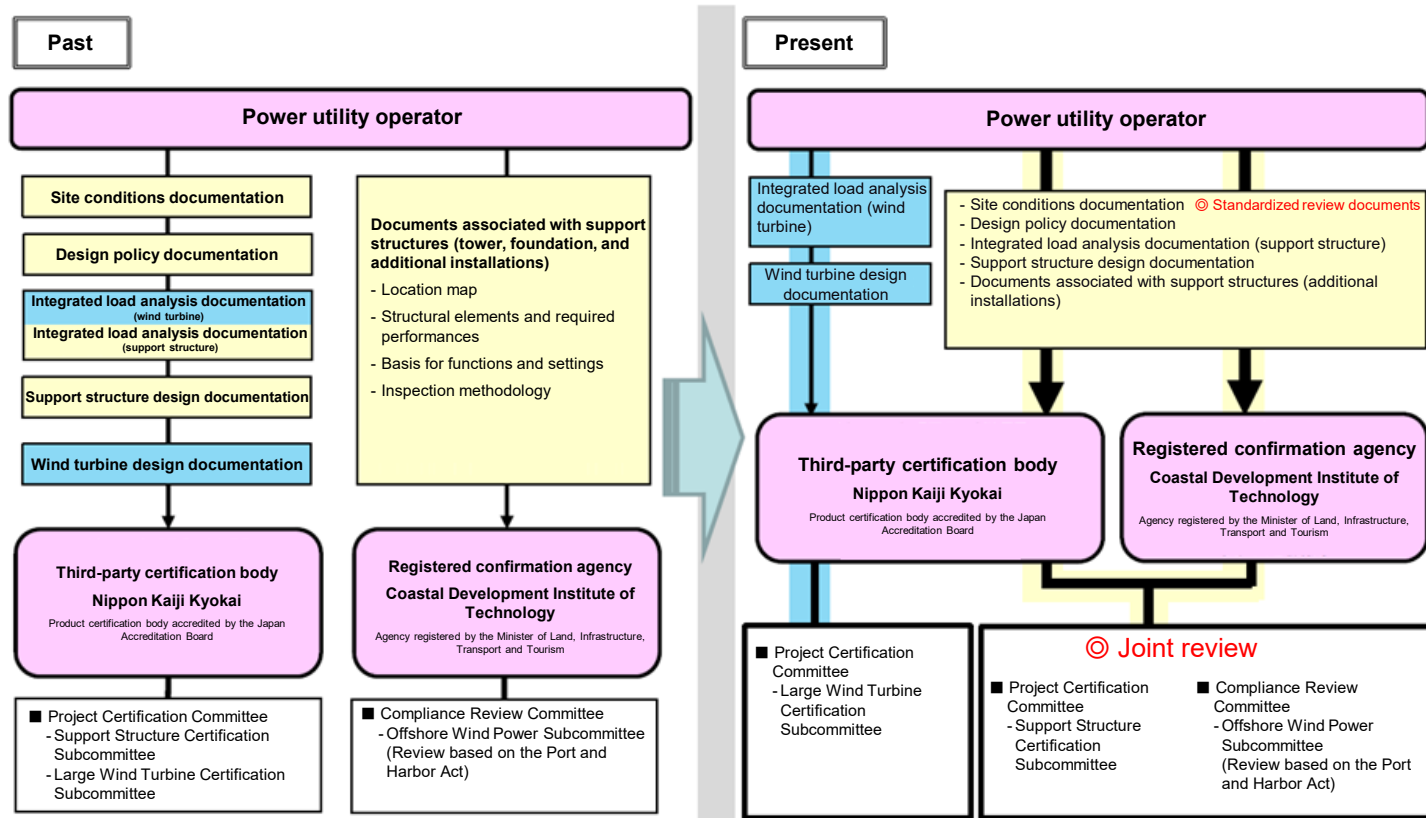 Past
Power utility operator
Site conditions documentation
Design policy documentation
Integrated load analysis documentation
(wind turbine)
Integrated load analysis documentation
(support structure)
Support structure design documentation
Wind turbine design documentation
Third-party certification body
Nippon Kaiji Kyokai
Product certification body accredited by the Japan
Accreditation Board
■ Project Certification Committee
- Support Structure Certification
Subcommittee
- Large Wind Turbine Certification
Subcommittee
Documents associated with support
structures (tower, foundation, and
additional installations)
- Location map
- Structural elements and required
performances
- Basis for functions and settings
- Inspection methodology
Registered confirmation agency
Coastal Development Institute of
Technology
Agency registered by the Minister of Land, Infrastructure,
Transport and Tourism
■ Compliance Review Committee
- Offshore Wind Power Subcommittee
(Review based on the Port and
Harbor Act)
Present
Power utility operator
Integrated load analysis
documentation (wind
turbine)
Wind turbine design
documentation
- Site conditions documentation ◎ Standardized review documents
- Design policy documentation
- Integrated load analysis documentation (support structure)
- Support structure design documentation
- Documents associated with support structures (additional
installations)
Third-party certification body
Nippon Kaiji Kyokai
Product certification body accredited by the Japan
Accreditation Board
Registered confirmation agency
Coastal Development Institute of
Technology
Agency registered by the Minister of Land, Infrastructure,
Transport and Tourism
■ Project Certification
Committee
- Large Wind Turbine
Certification
Subcommittee
◎ Joint review
■ Project Certification
Committee
- Support Structure
Certification
Subcommittee
■ Compliance Review
Committee
- Offshore Wind Power
Subcommittee
(Review based on the Port
and Harbor Act)